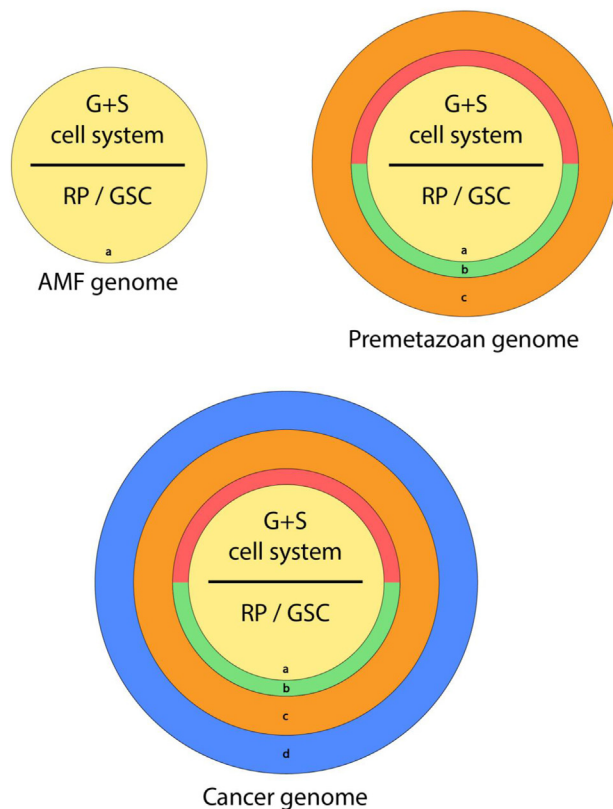 G+S
cell system
RP / GSC
a
AMF genome
G+S
cell system
RP / GSC
a
b
c
Premetazoan genome
G+S
cell system
RP / GSC
a
b
c
d
Cancer genome